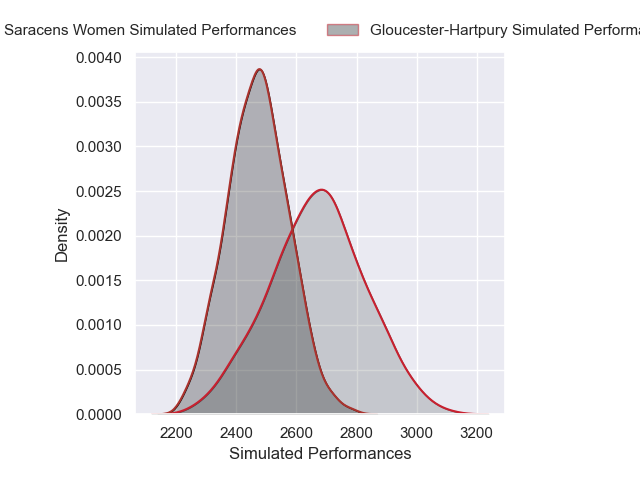 Saracens Women Simulated Performances Gloucester-Hartpury Simulated Performa
0.0040
0.0035
0.0030
0.0025
0.0020
0.0015
0.0010
0.0005
0.0000
Density
2200 2400 2600 2800 3000 3200
Simulated Performances